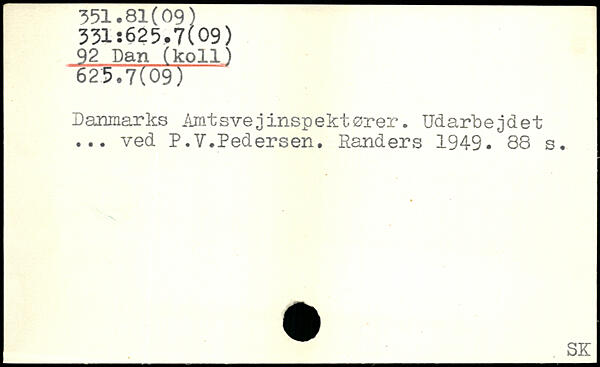 351.81(09)
331:625.7(09)
92 Dan (koll)
625.7(09)
Danmarks Amtsvejinspektører. Udarbejdet
... ved P.V.Pedersen. Randers 1949. 88 s.
SK